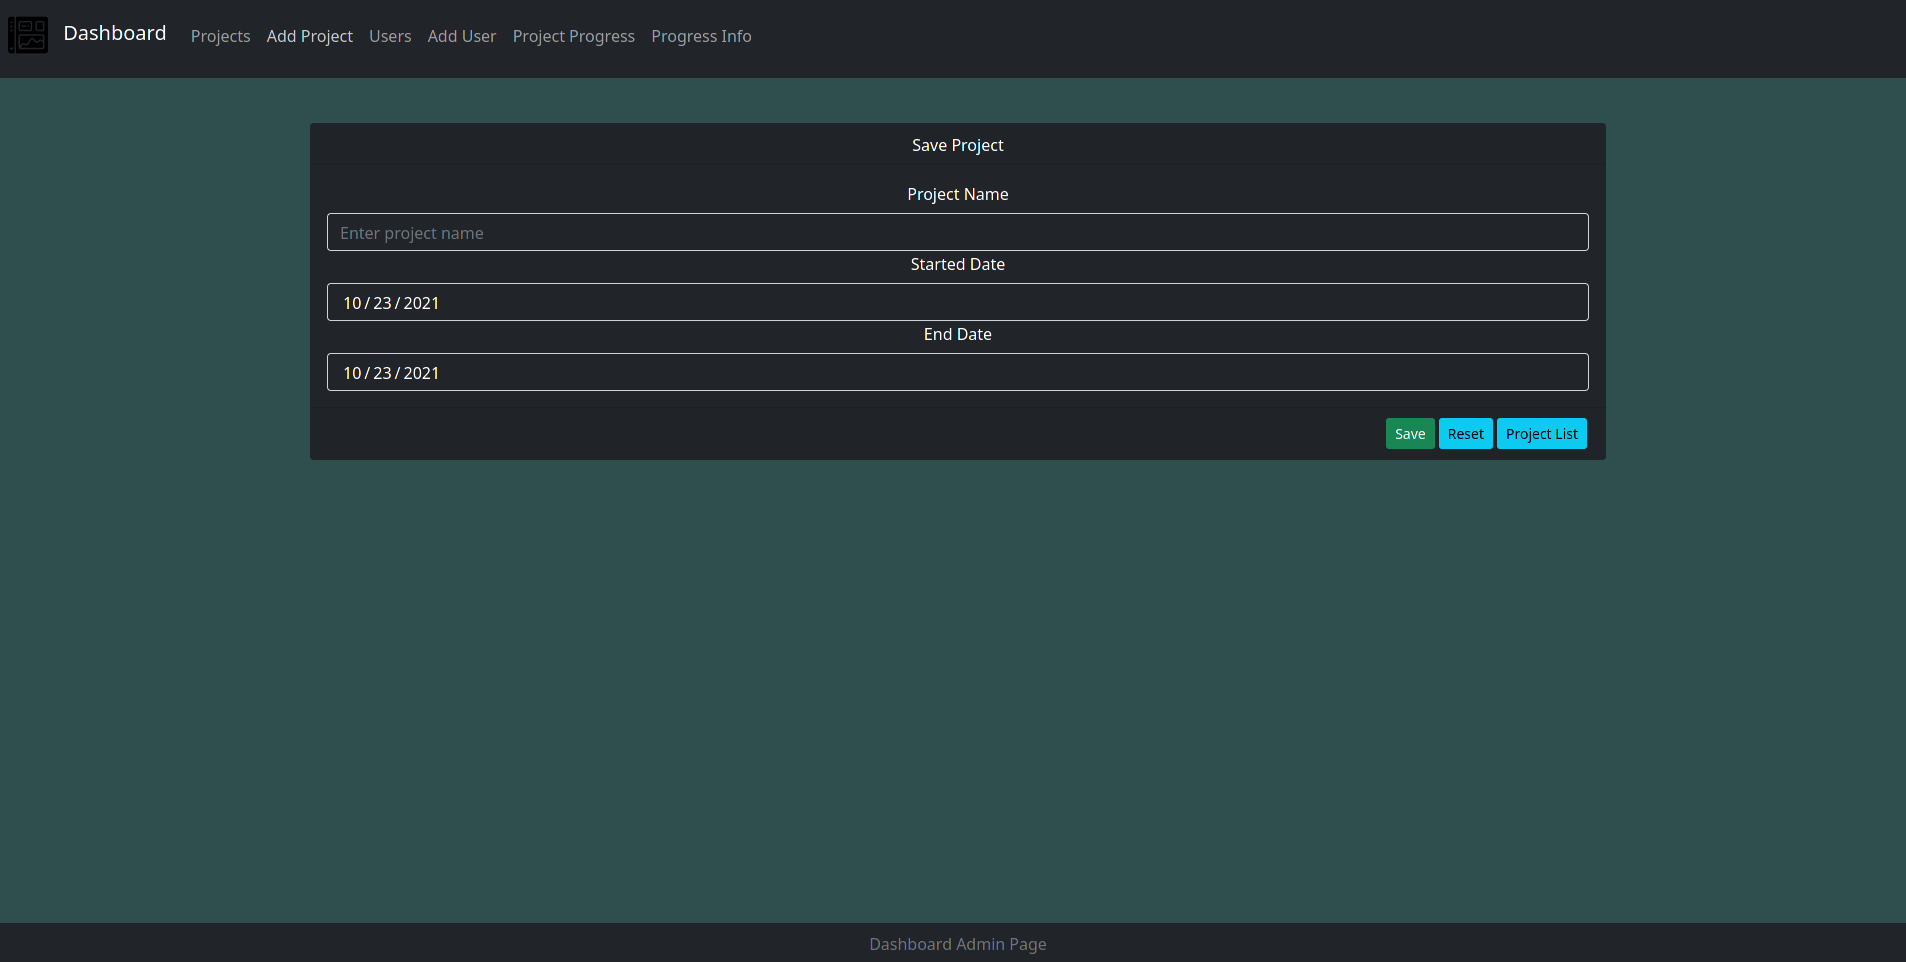 Dashboard Projects Add Project Users Add User Project Progress Progress Info
Save Project
Project Name
Enter project name
Started Date
10/23/2021
End Date
10/23/2021
Save Reset Project List
Dashboard Admin Page